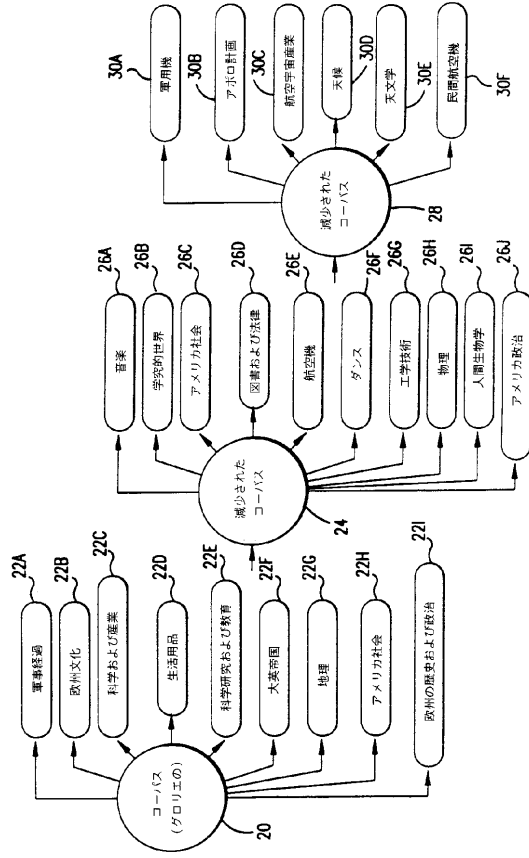 コーパス
(グロリエの)
20
軍事経過
22A
欧州文化
22B
科学および産業
22C
生活用品
22D
科学研究および教育
22E
大英帝国
22F
地理
22G
アメリカ社会
22H
欧州の歴史および政治
22I
減少された
コーパス
24
音楽
26A
学究的世界
26B
アメリカ社会
26C
図書および法律
26D
航空機
26E
ダンス
26F
工学技術
26G
物理
26H
人間生物学
26I
アメリカ政治
26J
減少された
コーパス
28
軍用機
30A
アポロ計画
30B
航空宇宙産業
30C
天候
30D
天文学
30E
民間航空機
30F